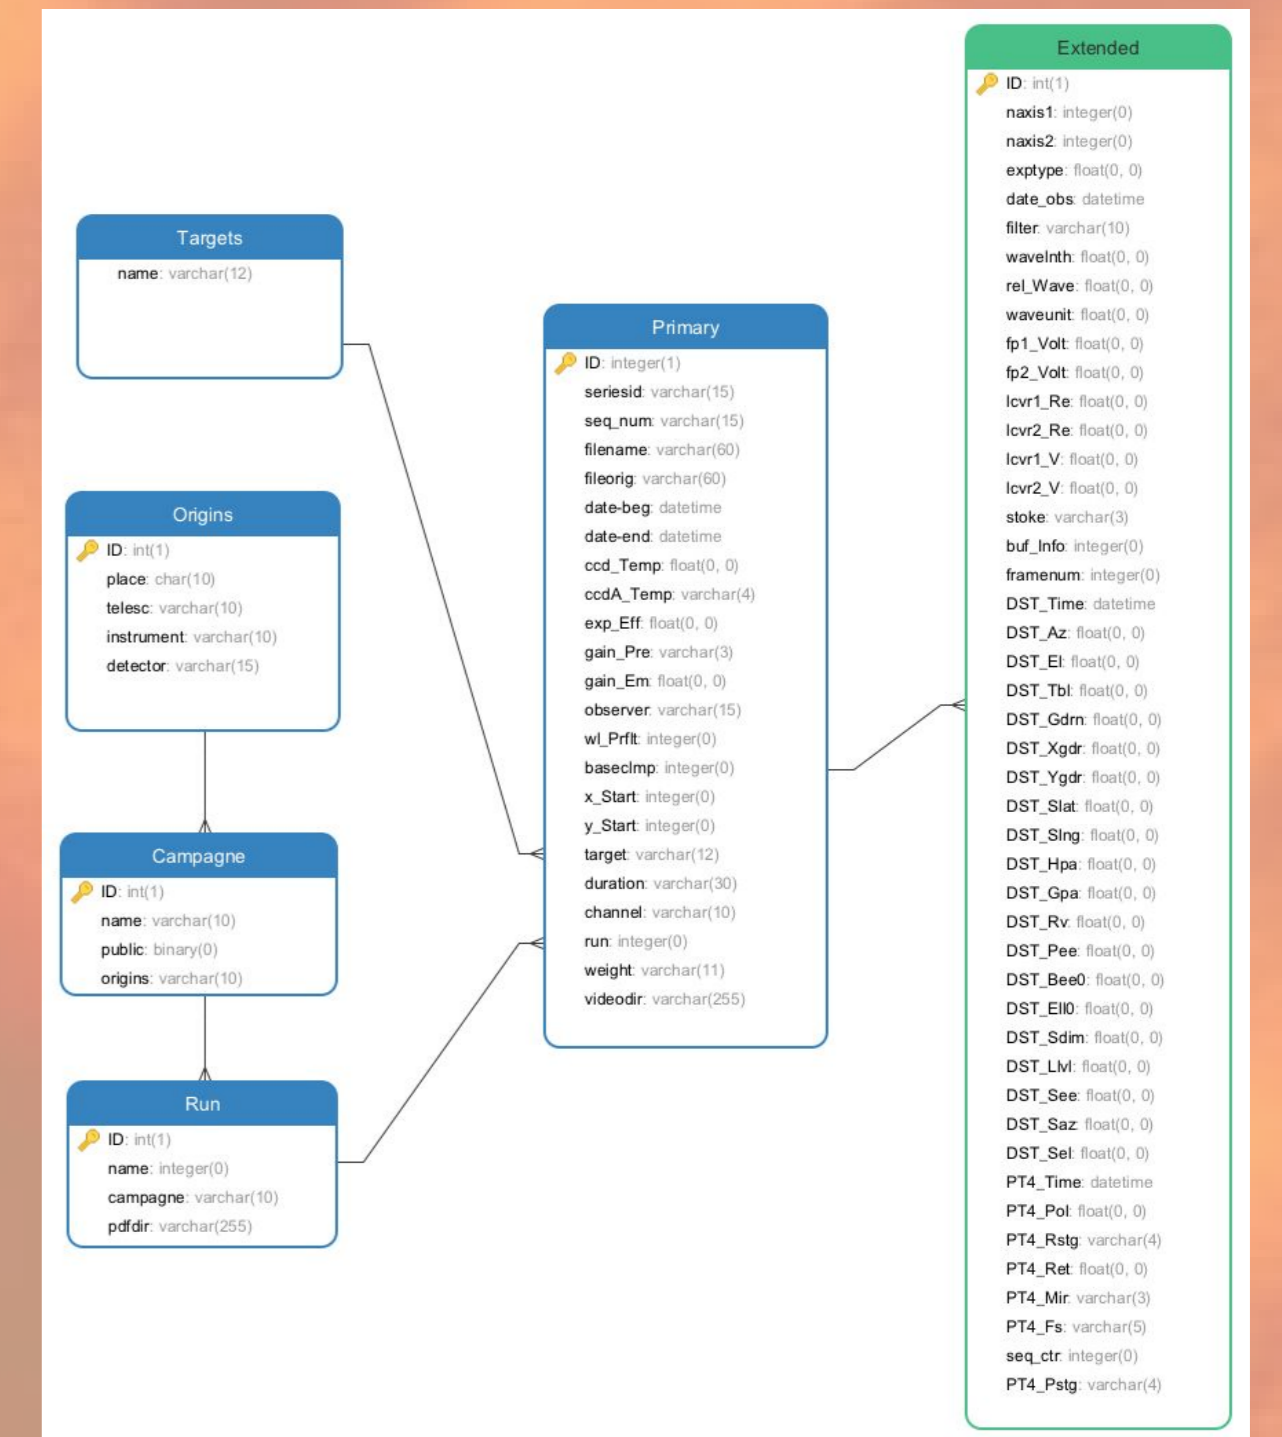 Targets
name: varchar(12)
Origins
ID: int(1)
place: char(10)
telesc: varchar(10)
instrument: varchar(10)
detector: varchar(15)
Campagne
ID: int(1)
name: varchar(10)
public: binary(0)
origins: varchar(10)
Run
ID: int(1)
name: integer(0)
campagne: varchar(10)
pdfdir: varchar(255)
Primary
ID: integer(1)
seriesid: varchar(15)
seq_num: varchar(15)
filename: varchar(60)
fileorig: varchar(60)
date-beg: datetime
date-end: datetime
ccd_Temp: float(0, 0)
ccdA_Temp: varchar(4)
exp_Eff: float(0, 0)
gain_Pre: varchar(3)
gain_Em: float(0, 0)
observer: varchar(15)
wl_Prflt: integer(0)
baseclmp: integer(0)
x_Start: integer(0)
y_Start: integer(0)
target: varchar(12)
duration: varchar(30)
channel: varchar(10)
run: integer(0)
weight: varchar(11)
videodir: varchar(255)
Extended
ID: int(1)
naxis1: integer(0)
naxis2: integer(0)
exptype: float(0, 0)
date_obs: datetime
filter: varchar(10)
wavelnth: float(0, 0)
rel_Wave: float(0, 0)
waveunit: float(0, 0)
fp1_Volt: float(0, 0)
fp2_Volt: float(0, 0)
lcvr1_Re: float(0, 0)
lcvr2_Re: float(0, 0)
lcvr1_V: float(0, 0)
lcvr2_V: float(0, 0)
stoke: varchar(3)
buf_Info: integer(0)
framenum: integer(0)
DST_Time: datetime
DST_Az: float(0, 0)
DST_El: float(0, 0)
DST_Tbl: float(0, 0)
DST_Gdrn: float(0, 0)
DST_Xgdr: float(0, 0)
DST_Ygdr: float(0, 0)
DST_Slat: float(0, 0)
DST_Slng: float(0, 0)
DST_Hpa: float(0, 0)
DST_Gpa: float(0, 0)
DST_Rv: float(0, 0)
DST_Pee: float(0, 0)
DST_Bee0: float(0, 0)
DST_Ell0: float(0, 0)
DST_Sdim: float(0, 0)
DST_Llvl: float(0, 0)
DST_See: float(0, 0)
DST_Saz: float(0, 0)
DST_Sel: float(0, 0)
PT4_Time: datetime
PT4_Pol: float(0, 0)
PT4_Rstg: varchar(4)
PT4_Ret: float(0, 0)
PT4_Mir: varchar(3)
PT4_Fs: varchar(5)
seq_ctr: integer(0)
PT4_Pstg: varchar(4)